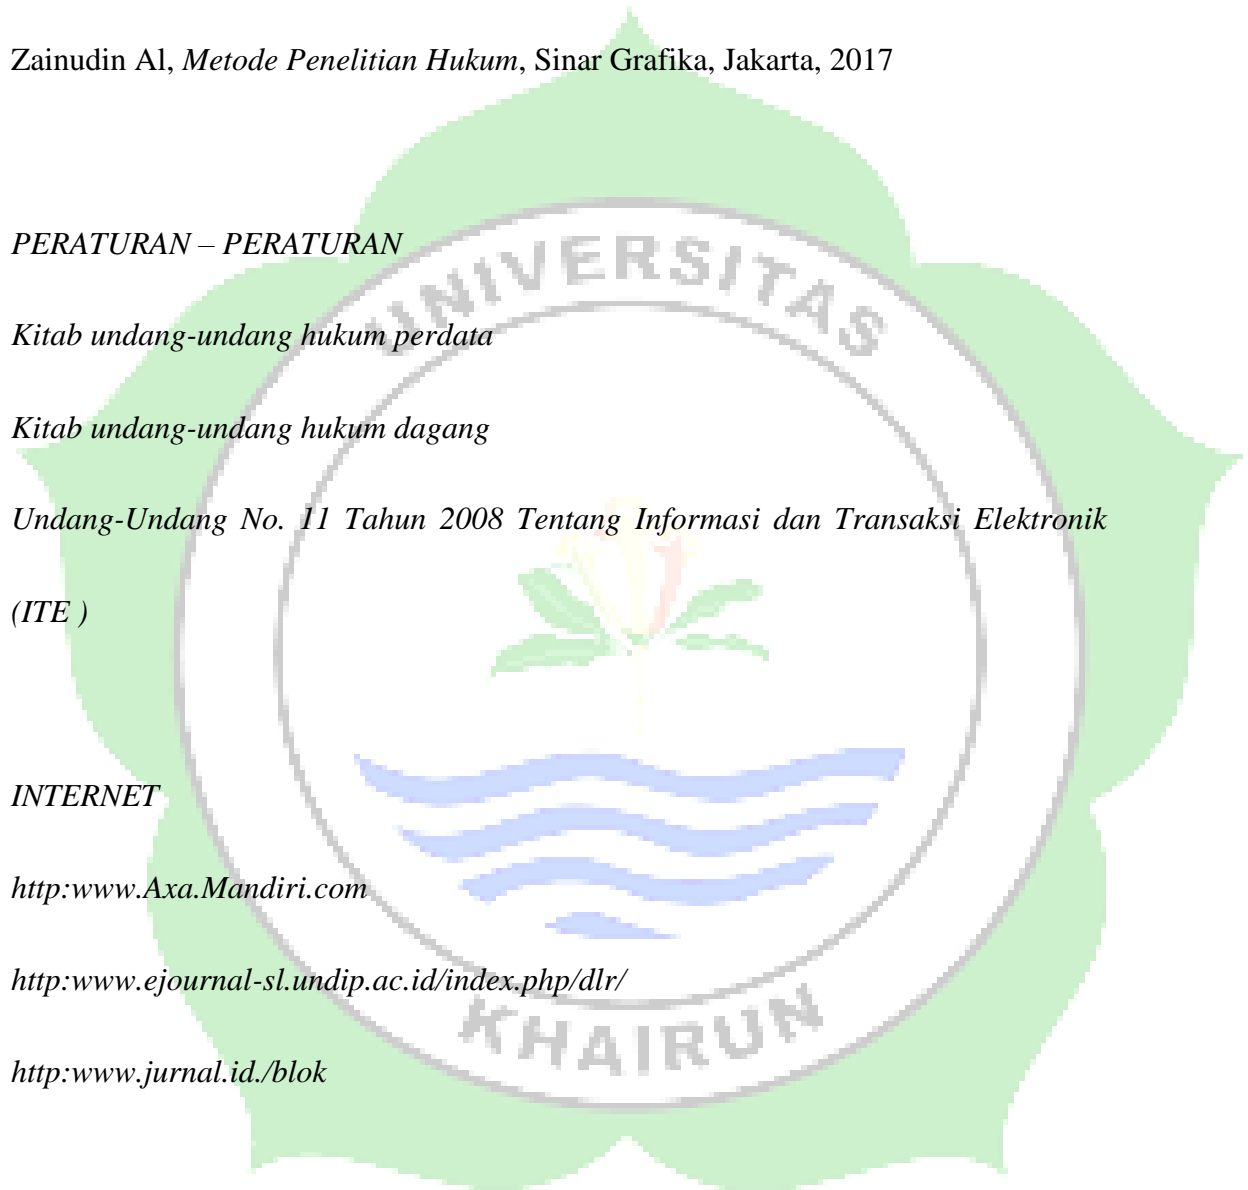 Zainudin Al, Metode Penelitian Hukum, Sinar Grafika, Jakarta, 2017
PERATURAN – PERATURAN
UNIVERSITAS
Kitab undang-undang hukum perdata
Kitab undang-undang hukum dagang
Undang-Undang No. 11 Tahun 2008 Tentang Informasi dan Transaksi Elektronik
(ITE )
INTERNET
http:www.Axa.Mandiri.com
http:www.ejournal-sl.undip.ac.id/index.php/dlr/
KHAIRUN
http:www.jurnal.id./blok